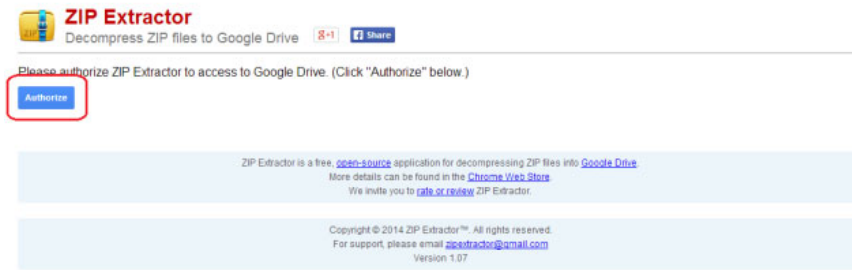 ZIP Extractor
Decompress ZIP files to Google Drive
g+1
Share
Please authorize ZIP Extractor to access to Google Drive. (Click "Authorize" below.)
Authorize
ZIP Extractor is a free, open-source application for decompressing ZIP files into Google Drive.
More details can be found in the Chrome Web Store.
We invite you to rate or review ZIP Extractor.
Copyright © 2014 ZIP Extractor™. All rights reserved.
For support, please email zipextractor@gmail.com
Version 1.07